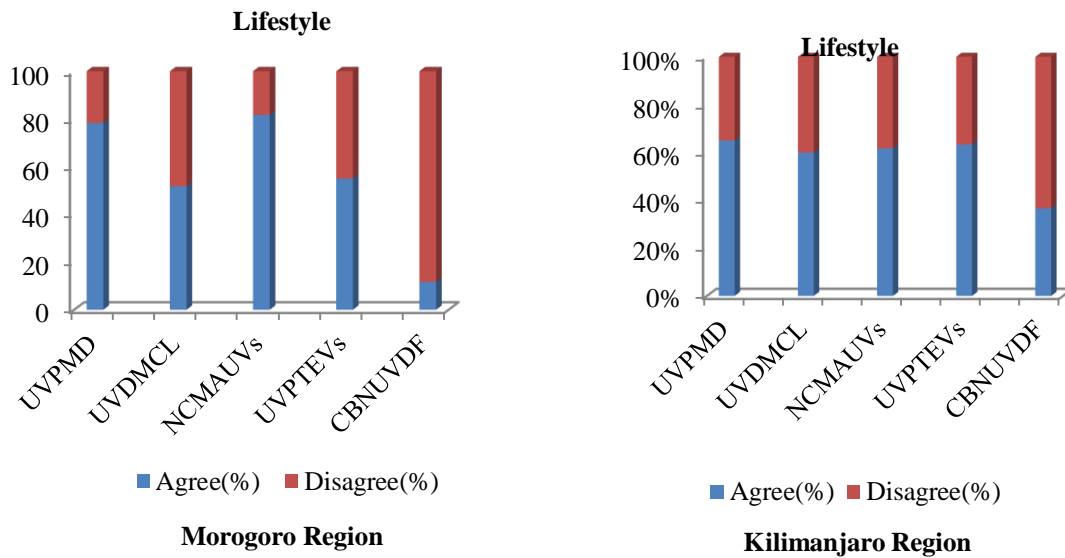 Lifestyle
100
80
60
40
20
0
UVPMD
UVDMCL
NCMAUVs
UVPTEVs
CBNUVDF
Agree(%) Disagree(%)
Morogoro Region
Lifestyle
100%
80%
60%
40%
20%
0%
UVPMD
UVDMCL
NCMAUVs
UVPTEVs
CBNUVDF
Agree(%) Disagree(%)
Kilimanjaro Region